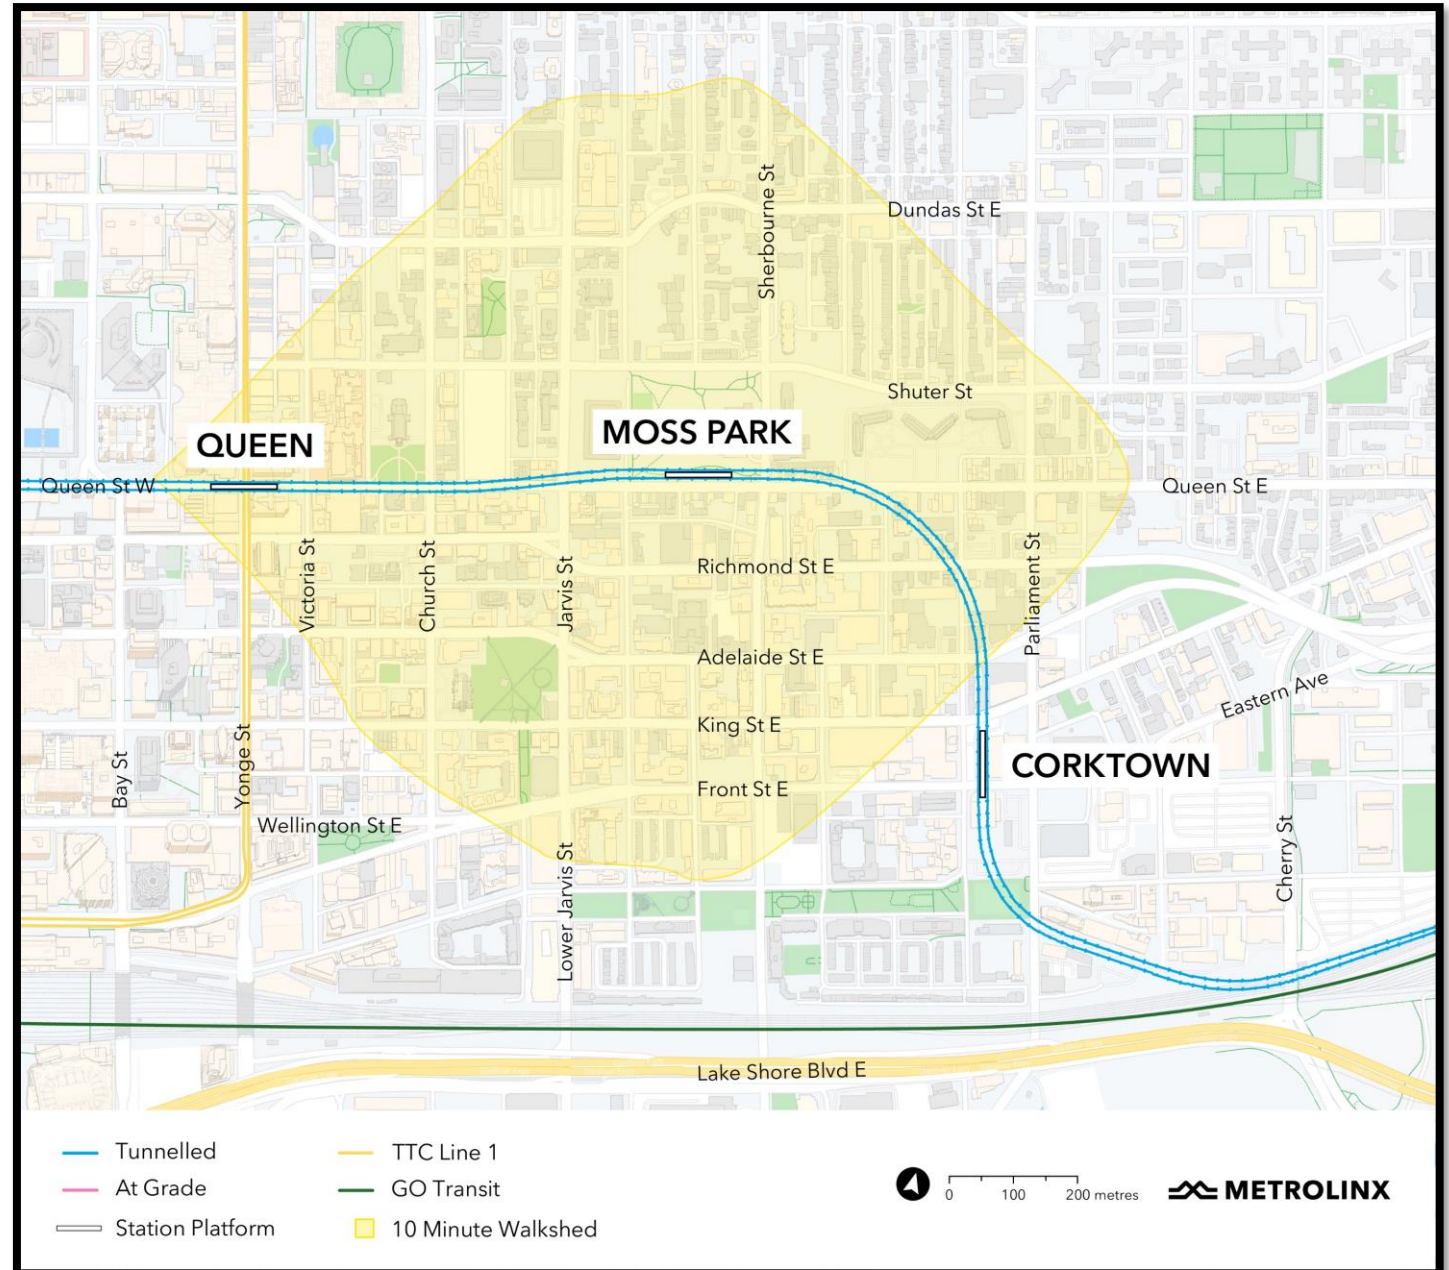 Sherbourne St
Dundas St E
Shuter St
MOSS PARK
QUEEN
Queen St W
Queen St E
Victoria St
Church St
Jarvis St
Richmond St E
Parliament St
Adelaide St E
Eastern Ave
King St E
CORKTOWN
Bay St
Yonge St
Front St E
Wellington St E
Cherry St
Lower Jarvis St
Lake Shore Blvd E
Tunnelled
At Grade
Station Platform
TTC Line 1
GO Transit
10 Minute Walkshed
0 100 200 metres
METROLINX